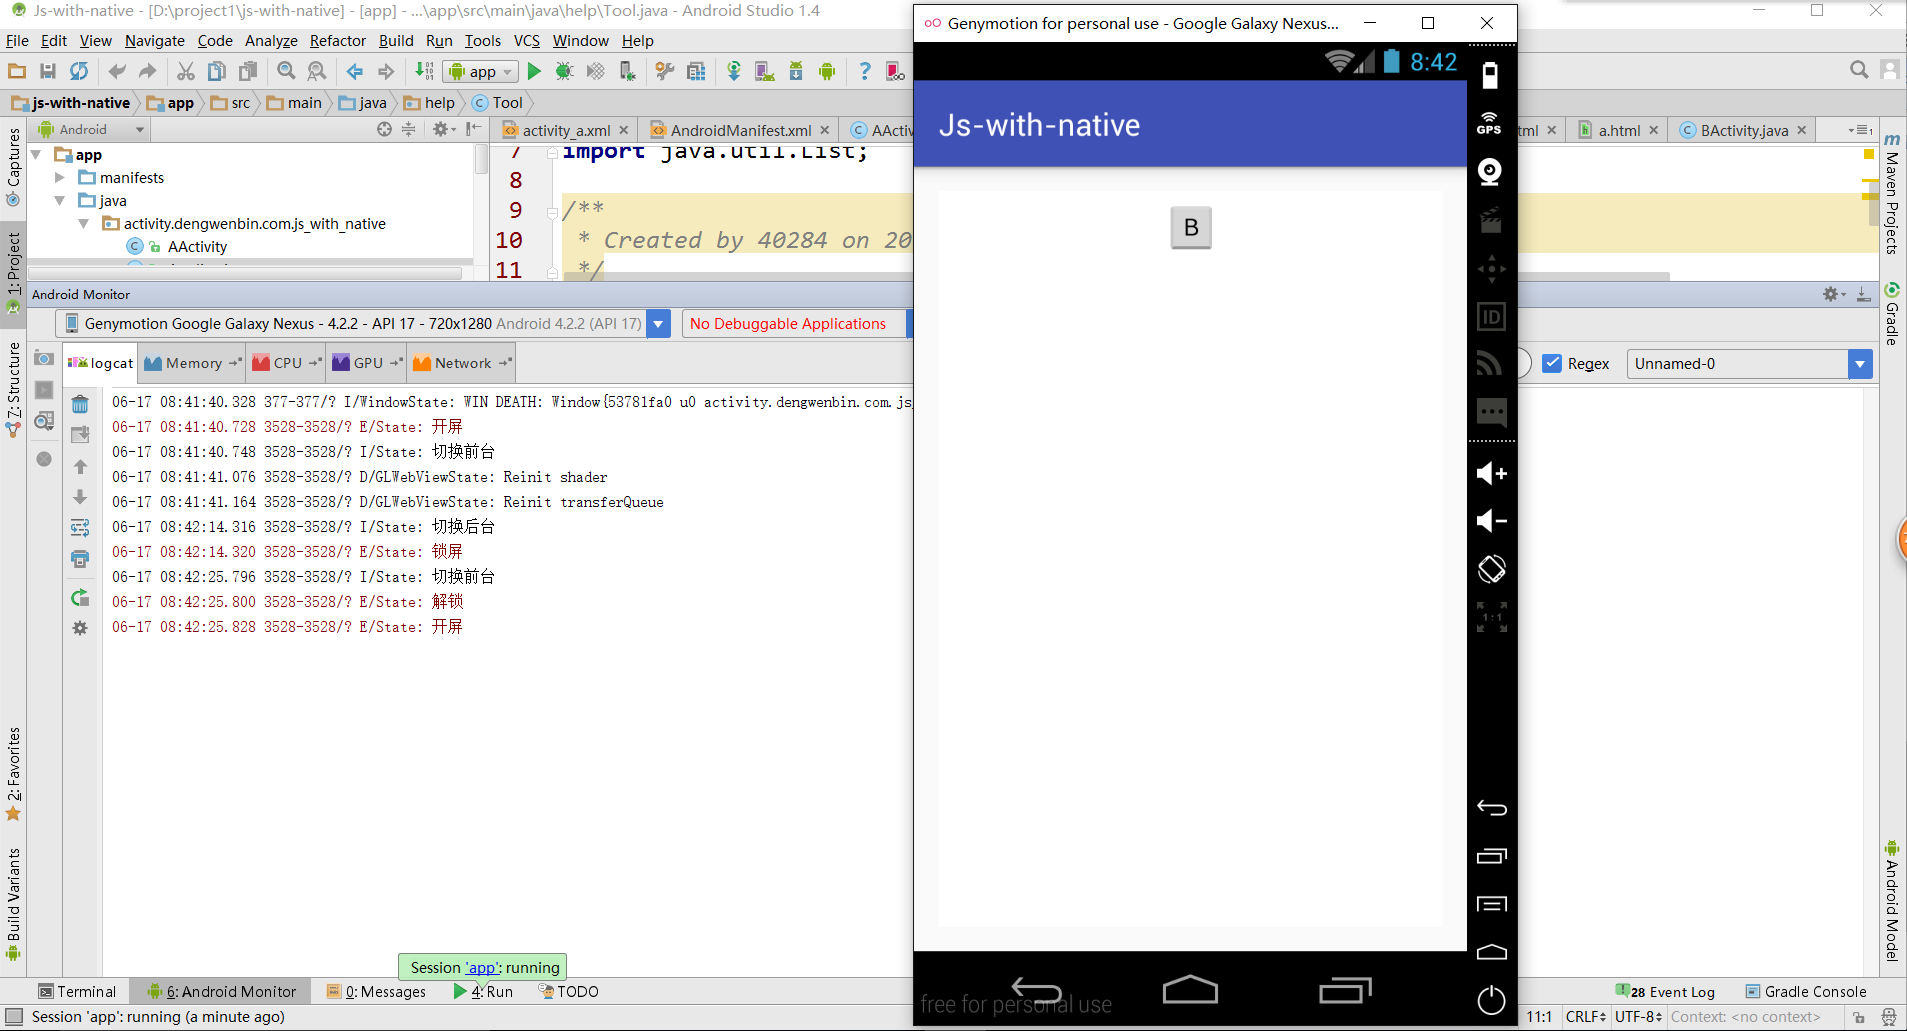 Js-with-native - [D:\project1\js-with-native] - [app] - ...\app\src\main\java\help\Tool.java - Android Studio 1.4
File Edit View Navigate Code Analyze Refactor Build Run Tools VCS Window Help
app
js-with-native app src main java help Tool
Android
activity_a.xml AndroidManifest.xml AActiv
tml a.html BActivity.java
1
app
manifests
java
activity.dengwenbin.com.js_with_native
AActivity
7 import java.util.List;
8
9 /**
10 * Created by 40284 on 20
11 */
Captures
1: Project
Z: Structure
2: Favorites
Build Variants
Android Monitor
Genymotion Google Galaxy Nexus - 4.2.2 - API 17 - 720x1280 Android 4.2.2 (API 17)
No Debuggable Applications
logcat Memory CPU GPU Network
Regex
Unnamed-0
06-17 08:41:40.328 377-377/? I/WindowState: WIN DEATH: Window{53781fa0 u0 activity.dengwenbin.com.js
06-17 08:41:40.728 3528-3528/? E/State: 开屏
06-17 08:41:40.748 3528-3528/? I/State: 切换前台
06-17 08:41:41.076 3528-3528/? D/GLWebViewState: Reinit shader
06-17 08:41:41.164 3528-3528/? D/GLWebViewState: Reinit transferQueue
06-17 08:42:14.316 3528-3528/? I/State: 切换后台
06-17 08:42:14.320 3528-3528/? E/State: 锁屏
06-17 08:42:25.796 3528-3528/? I/State: 切换前台
06-17 08:42:25.800 3528-3528/? E/State: 解锁
06-17 08:42:25.828 3528-3528/? E/State: 开屏
Genymotion for personal use - Google Galaxy Nexus...
8:42
Js-with-native
B
GPS
ID
1:1
free for personal use
m Maven Projects
Gradle
Android Model
Session 'app': running
Terminal 6: Android Monitor 0: Messages 4: Run TODO
28 Event Log Gradle Console
Session 'app': running (a minute ago)
11:1 CRLF UTF-8 Context: <no context>